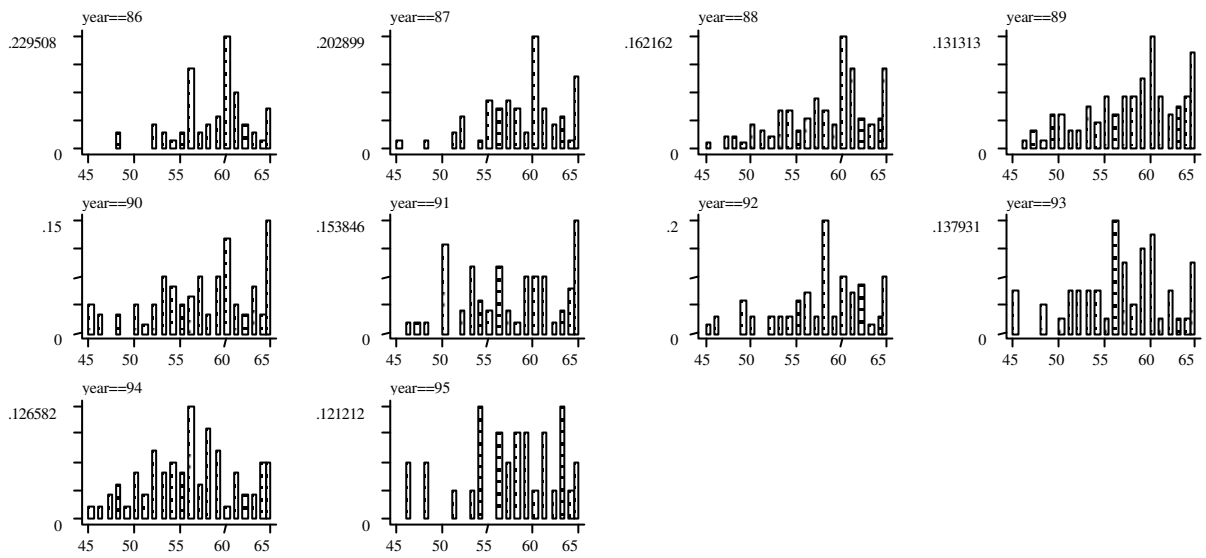 year==86
.229508
0
45 50 55 60 65
year==87
.202899
0
45 50 55 60 65
year==88
.162162
0
45 50 55 60 65
year==89
.131313
0
45 50 55 60 65
year==90
.15
0
45 50 55 60 65
year==91
.153846
0
45 50 55 60 65
year==92
.2
0
45 50 55 60 65
year==93
.137931
0
45 50 55 60 65
year==94
.126582
0
45 50 55 60 65
year==95
.121212
0
45 50 55 60 65